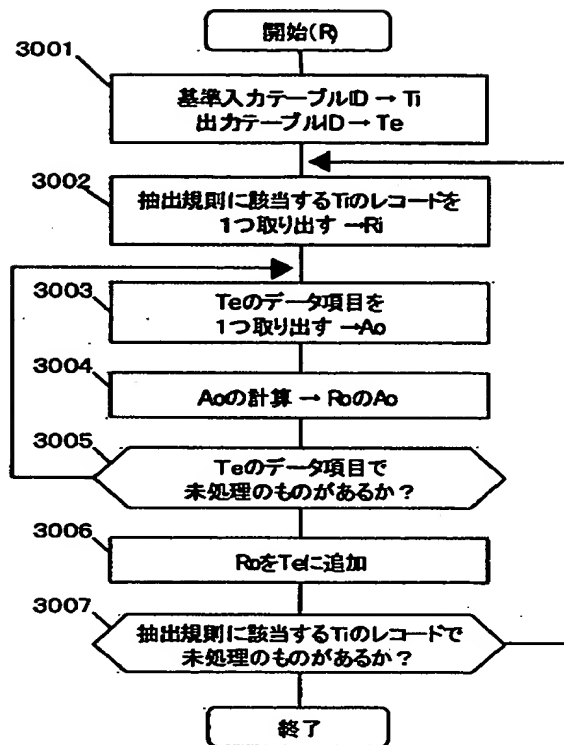 開始(R)
3001
基準入力テーブルID → Ti
出力テーブルID → Te
3002
抽出規則に該当するTiのレコードを
1つ取り出す →Ri
3003
Teのデータ項目を
1つ取り出す →Ao
3004
Aoの計算 → RoのAo
3005
Teのデータ項目で
未処理のものがあるか？
3006
RoをTeに追加
3007
抽出規則に該当するTiのレコードで
未処理のものがあるか？
終了